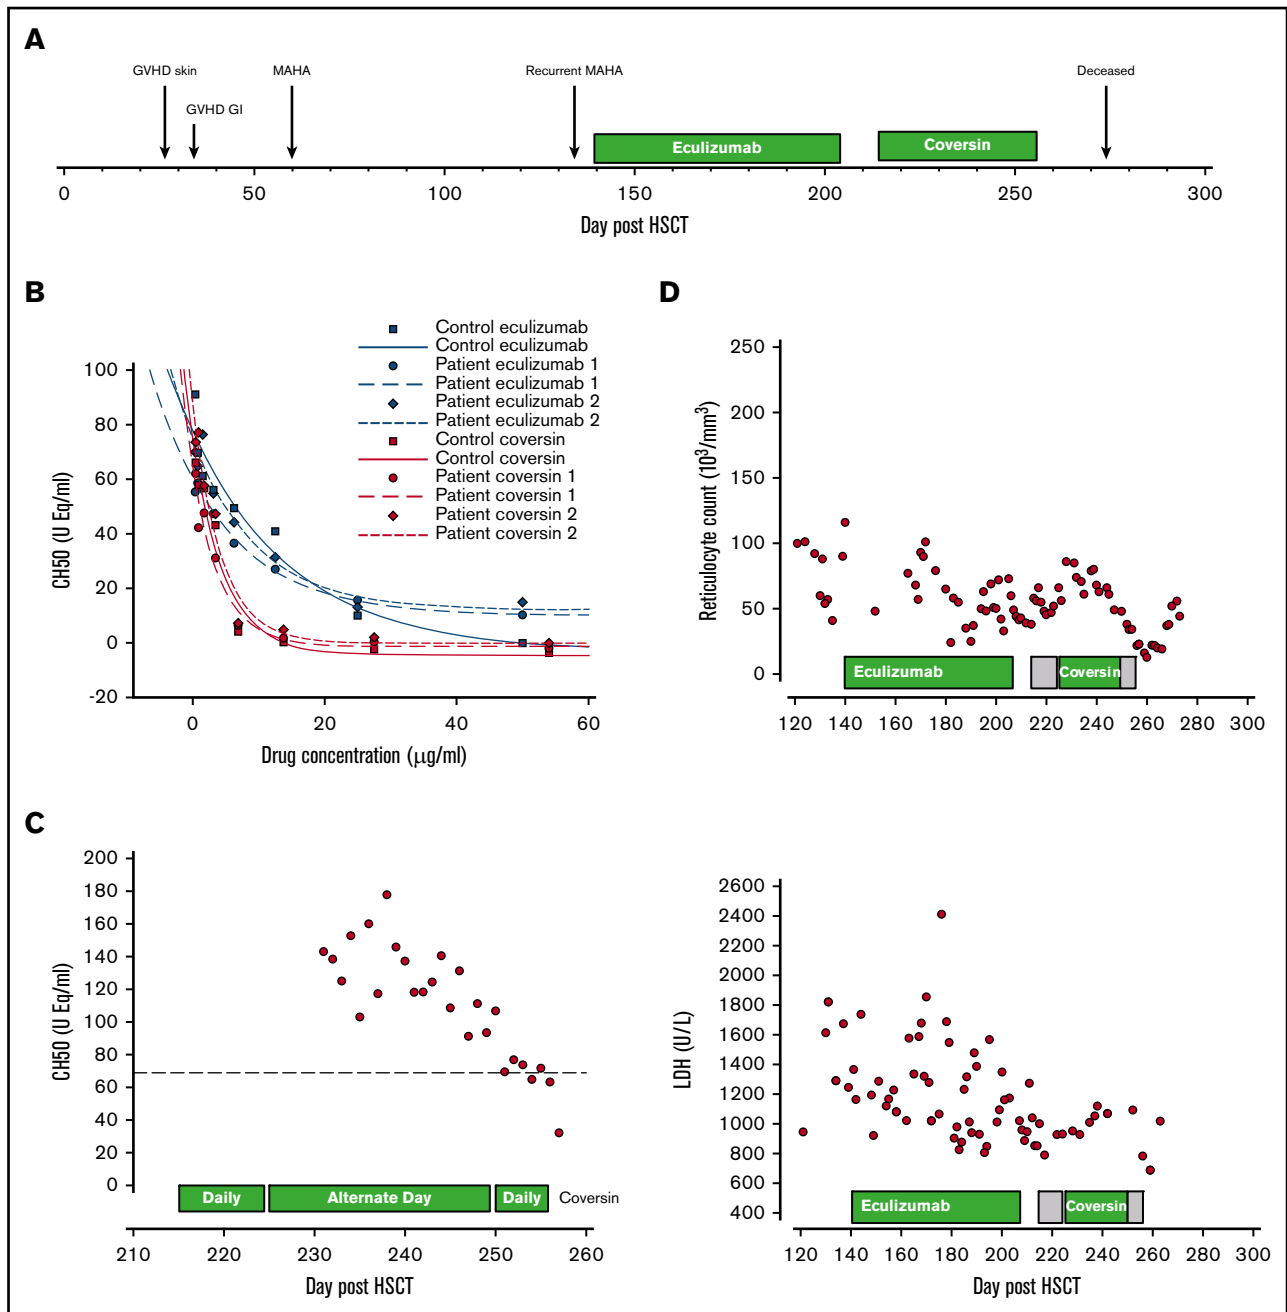 A
GVHD skin
MAHA
Recurrent MAHA
Deceased
GVHD GI
Eculizumab
Coversin
0 50 100 150 200 250 300
Day post HSCT
B
Control eculizumab
Control eculizumab
Patient eculizumab 1
Patient eculizumab 1
Patient eculizumab 2
Patient eculizumab 2
Control coversin
Control coversin
Patient coversin 1
Patient coversin 1
Patient coversin 2
Patient coversin 2
CH50 (U Eq/ml)
100
80
60
40
20
0
-20
0 20 40 60
Drug concentration (μg/ml)
D
Reticulocyte count (10³/mm³)
250
200
150
100
50
0
Eculizumab
Coversin
120 140 160 180 200 220 240 260 280 300
C
CH50 (U Eq/ml)
200
180
160
140
120
100
80
60
40
20
0
Daily
Alternate Day
Daily
Coversin
210 220 230 240 250 260
Day post HSCT
LDH (U/L)
2600
2400
2200
2000
1800
1600
1400
1200
1000
800
600
400
Eculizumab
Coversin
120 140 160 180 200 220 240 260 280 300
Day post HSCT